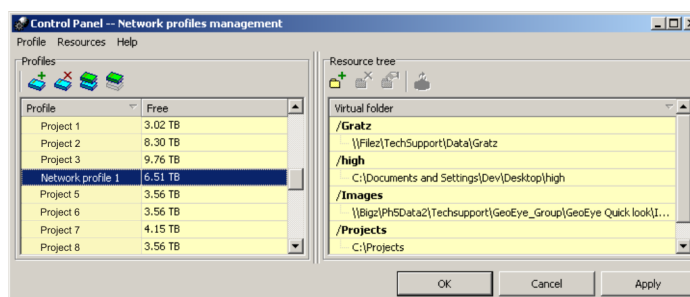 Control Panel -- Network profiles management
Profile Resources Help
Profiles
Profile Free
Project 1 3.02 TB
Project 2 8.30 TB
Project 3 9.76 TB
Network profile 1 6.51 TB
Project 5 3.56 TB
Project 6 3.56 TB
Project 7 4.15 TB
Project 8 3.56 TB
Resource tree
Virtual folder
/Gratz
\\Filez\TechSupport\Data\Gratz
/high
C:\Documents and Settings\Dev\Desktop\high
/Images
\\Bigz\Ph5Data2\Techsupport\GeoEye_Group\GeoEye Quick look\I...
/Projects
C:\Projects
OK Cancel Apply